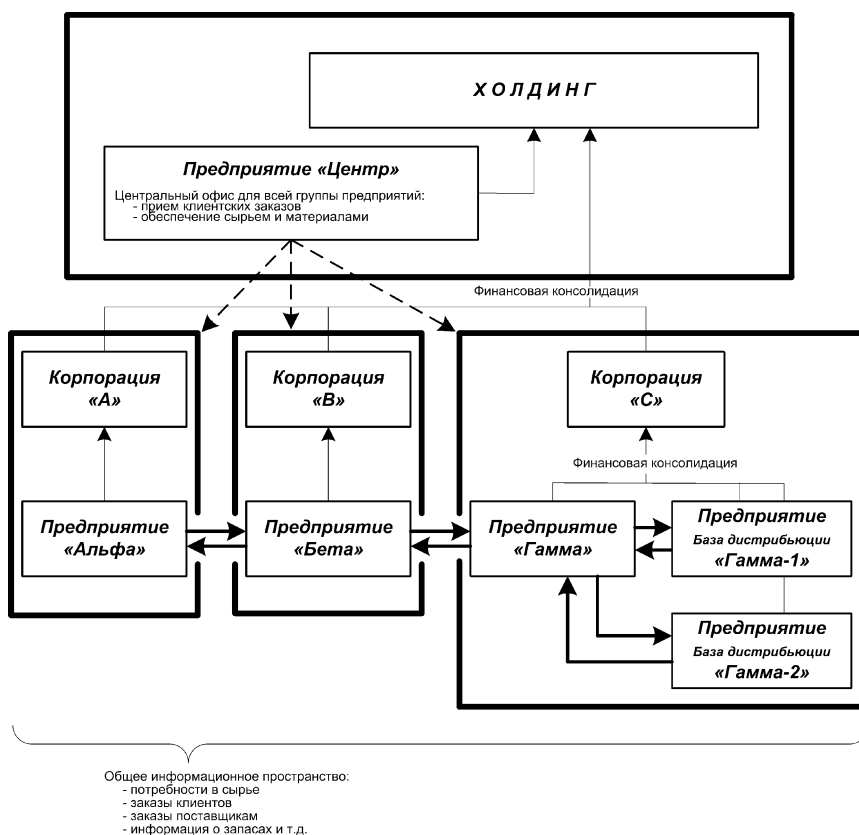 Х О Л Д И Н Г
Предприятие «Центр»
Центральный офис для всей группы предприятий:
- прием клиентских заказов
- обеспечение сырьем и материалами
Финансовая консолидация
Корпорация
«А»
Корпорация
«В»
Корпорация
«С»
Финансовая консолидация
Предприятие
«Альфа»
Предприятие
«Бета»
Предприятие
«Гамма»
Предприятие
База дистрибьюции
«Гамма-1»
Предприятие
База дистрибьюции
«Гамма-2»
Общее информационное пространство:
- потребности в сырье
- заказы клиентов
- заказы поставщикам
- информация о запасах и т.д.